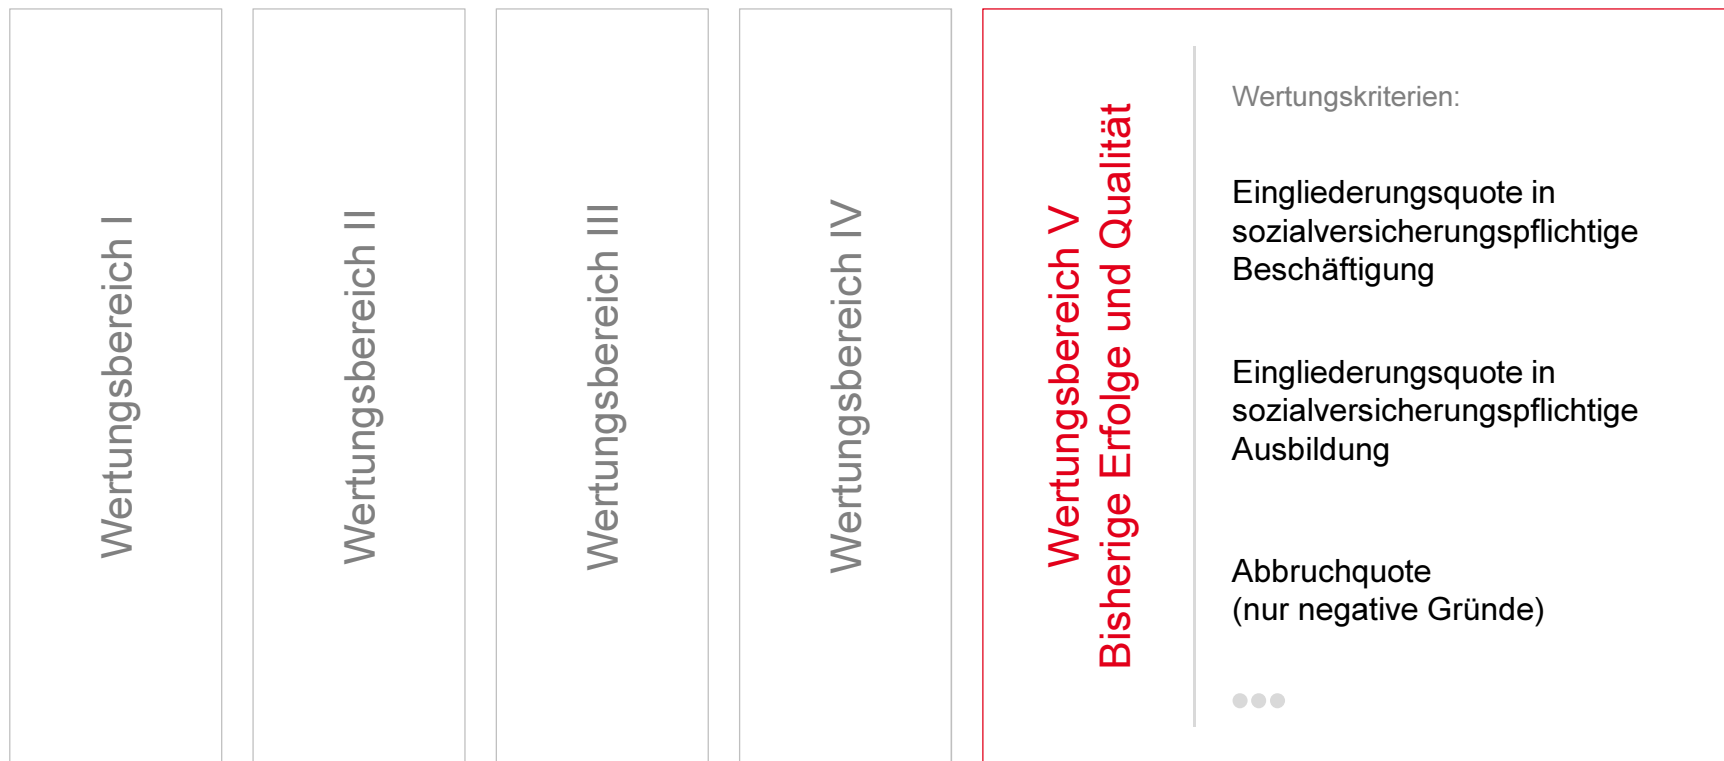 Wertungsbereich I
Wertungsbereich II
Wertungsbereich III
Wertungsbereich IV
Wertungsbereich V
Bisherige Erfolge und Qualität
Wertungskriterien:
Eingliederungsquote in
sozialversicherungspflichtige
Beschäftigung
Eingliederungsquote in
sozialversicherungspflichtige
Ausbildung
Abbruchquote
(nur negative Gründe)